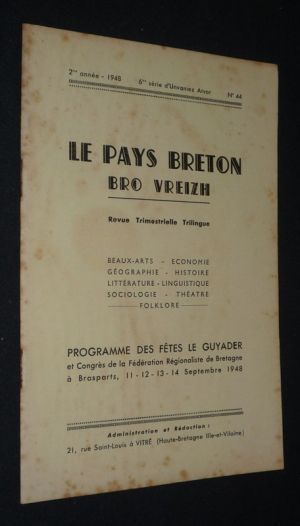 2me année - 1948 6me série d'Unvaniez Arvor N° 44
LE PAYS BRETON
BRO VREIZH
Revue Trimestrielle Trilingue
BEAUX-ARTS - ECONOMIE
GÉOGRAPHIE - HISTOIRE
LITTÉRATURE - LINGUISTIQUE
SOCIOLOGIE - THÉATRE
FOLKLORE
PROGRAMME DES FÊTES LE GUYADER
et Congrès de la Fédération Régionaliste de Bretagne
à Brasparts, 11-12-13-14 Septembre 1948
Administration et Rédaction :
21, rue Saint-Louis à VITRÉ (Haute-Bretagne Ille-et-Vilaine)